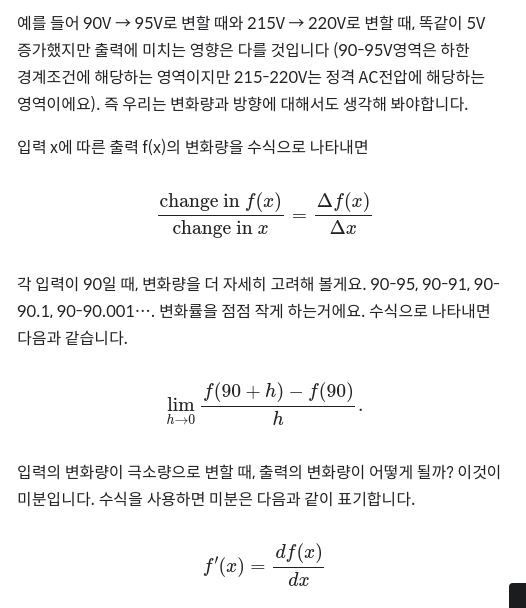 예를 들어 90V → 95V로 변할 때와 215V → 220V로 변할 때, 똑같이 5V
증가했지만 출력에 미치는 영향은 다를 것입니다 (90-95V영역은 하한
경계조건에 해당하는 영역이지만 215-220V는 정격 AC전압에 해당하는
영역이에요). 즉 우리는 변화량과 방향에 대해서도 생각해 봐야합니다.
입력 x에 따른 출력 f(x)의 변화량을 수식으로 나타내면
change in f(x) / change in x = Δf(x) / Δx
각 입력이 90일 때, 변화량을 더 자세히 고려해 볼게요. 90-95, 90-91, 90-
90.1, 90-90.001…. 변화률을 점점 작게 하는거에요. 수식으로 나타내면
다음과 같습니다.
lim h→0 f(90 + h) − f(90) / h .
입력의 변화량이 극소량으로 변할 때, 출력의 변화량이 어떻게 될까? 이것이
미분입니다. 수식을 사용하면 미분은 다음과 같이 표기합니다.
f′(x) = df(x) / dx